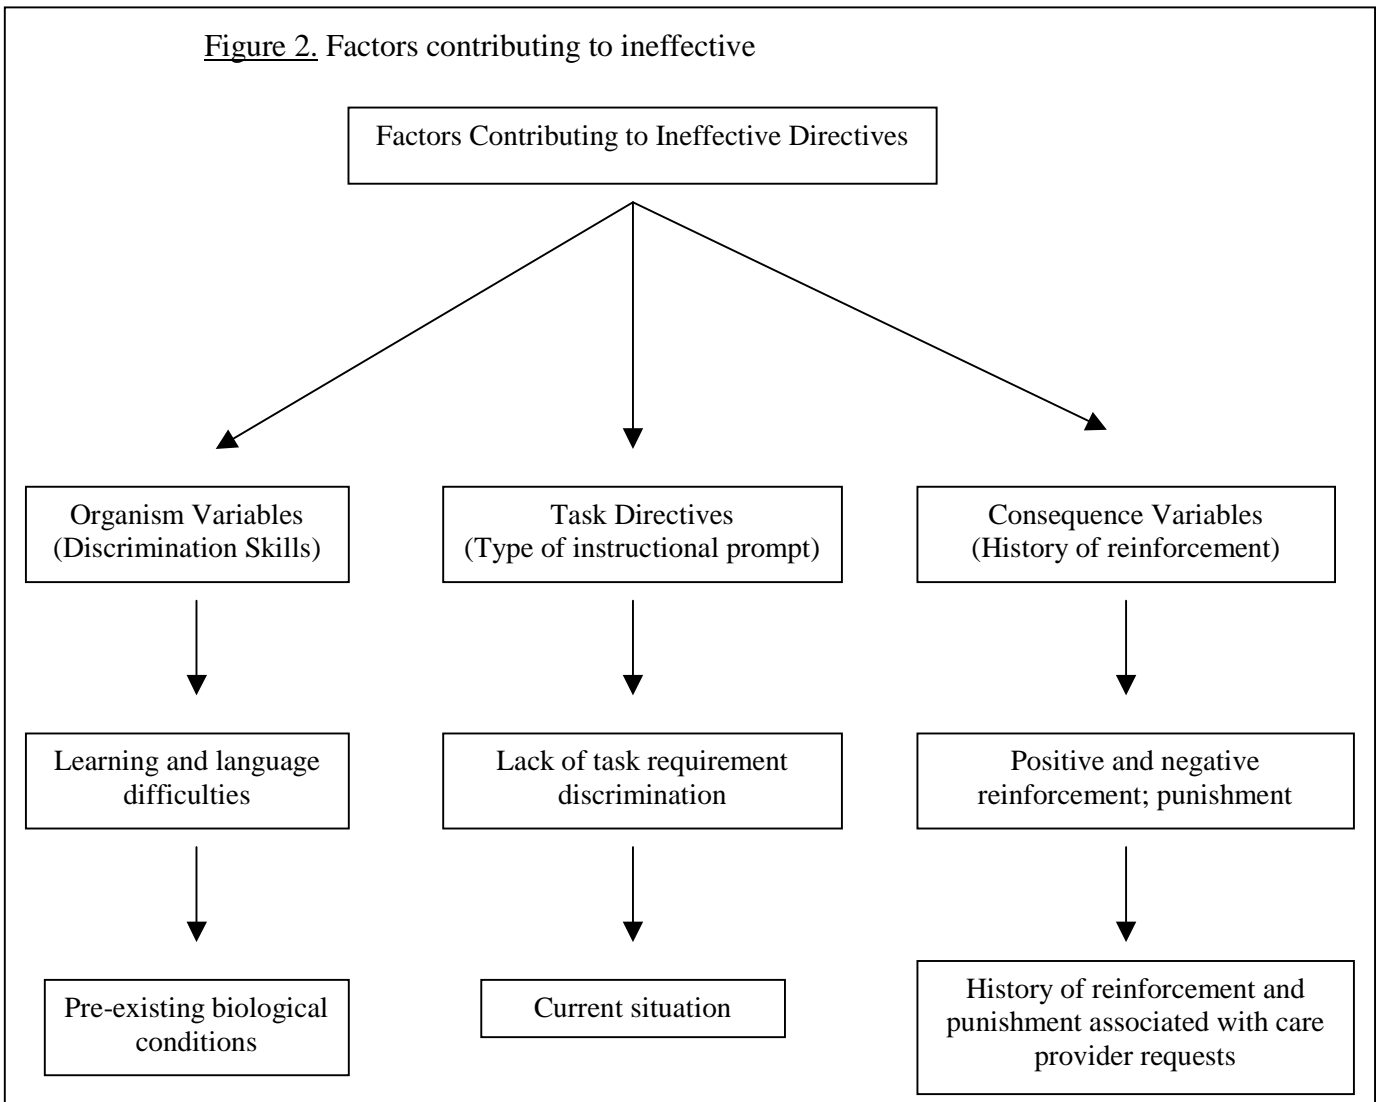 Figure 2. Factors contributing to ineffective
Factors Contributing to Ineffective Directives
Organism Variables
(Discrimination Skills)
Task Directives
(Type of instructional prompt)
Consequence Variables
(History of reinforcement)
Learning and language
difficulties
Lack of task requirement
discrimination
Positive and negative
reinforcement; punishment
Pre-existing biological
conditions
Current situation
History of reinforcement and
punishment associated with care
provider requests